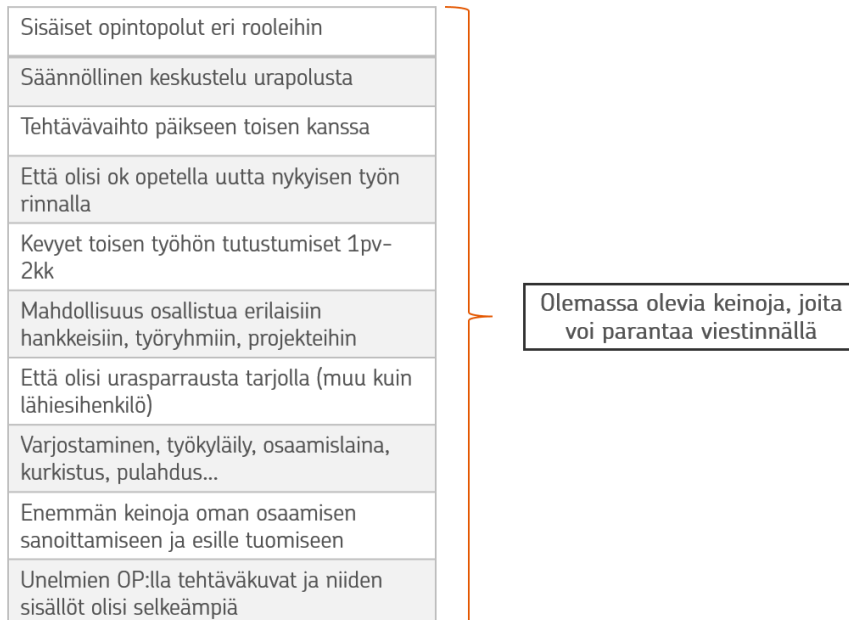 Sisäiset opintopolut eri rooleihin
Säännöllinen keskustelu urapolusta
Tehtävävaihto päikseen toisen kanssa
Että olisi ok opetella uutta nykyisen työn
rinnalla
Kevyet toisen työhön tutustumiset 1pv-
2kk
Mahdollisuus osallistua erilaisiin
hankkeisiin, työryhmiin, projekteihin
Että olisi urasparrausta tarjolla (muu kuin
lähiesihenkilö)
Varjostaminen, työkyläily, osaamislaina,
kurkistus, pulahdus...
Enemmän keinoja oman osaamisen
sanoittamiseen ja esille tuomiseen
Unelmien OP:lla tehtäväkuvat ja niiden
sisällöt olisi selkeämpiä
Olemassa olevia keinoja, joita
voi parantaa viestinnällä